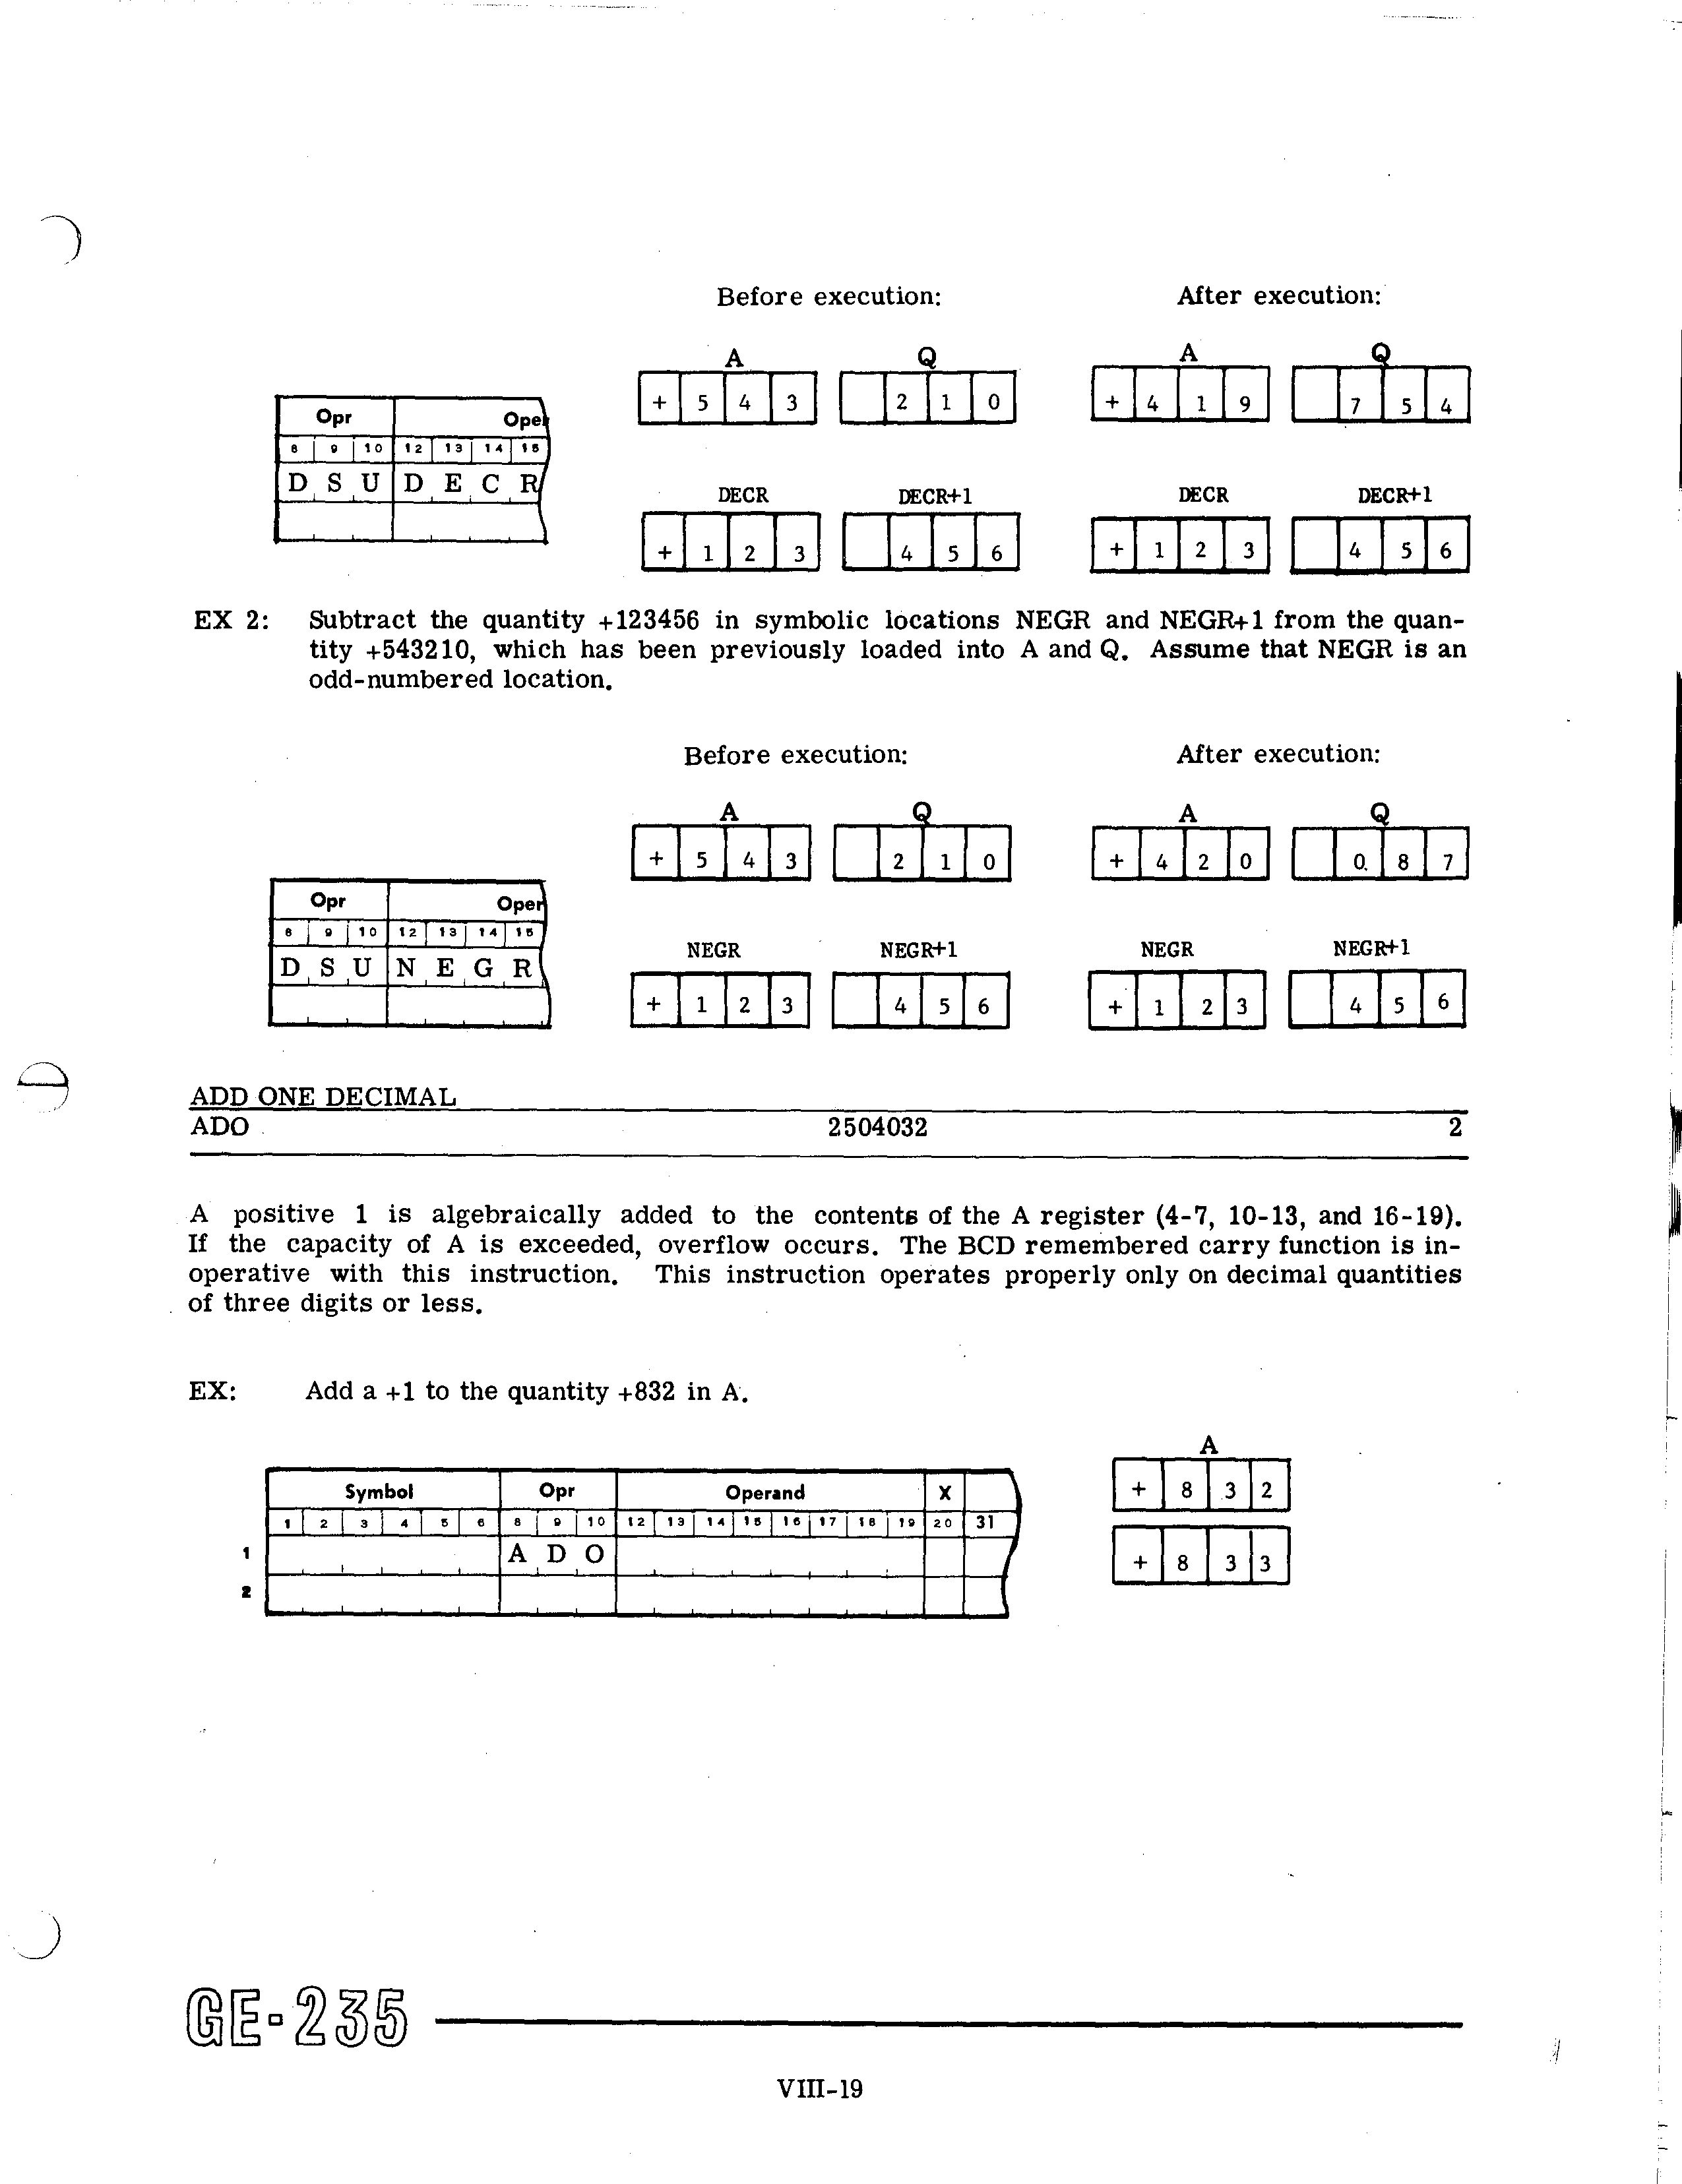 Before execution: After execution:
A Q A Q
+ 5 4 3 2 1 0 + 4 1 9 7 5 4
Opr Oper
8 9 10 12 13 14 15
D S U D E C R
DECR DECR+1 DECR DECR+1
+ 1 2 3 4 5 6 + 1 2 3 4 5 6
EX 2: Subtract the quantity +123456 in symbolic locations NEGR and NEGR+1 from the quan-
tity +543210, which has been previously loaded into A and Q. Assume that NEGR is an
odd-numbered location.
Before execution: After execution:
A Q A Q
+ 5 4 3 2 1 0 + 4 2 0 0. 8 7
Opr Oper
8 9 10 12 13 14 15
D S U N E G R
NEGR NEGR+1 NEGR NEGR+1
+ 1 2 3 4 5 6 + 1 2 3 4 5 6
ADD ONE DECIMAL
ADO 2504032 2
A positive 1 is algebraically added to the contents of the A register (4-7, 10-13, and 16-19).
If the capacity of A is exceeded, overflow occurs. The BCD remembered carry function is in-
operative with this instruction. This instruction operates properly only on decimal quantities
of three digits or less.
EX: Add a +1 to the quantity +832 in A.
A
+ 8 3 2
Symbol Opr Operand X
1 2 3 4 5 6 8 9 10 12 13 14 15 16 17 18 19 20 31
1 A D O
+ 8 3 3
2
GE-235
VIII-19